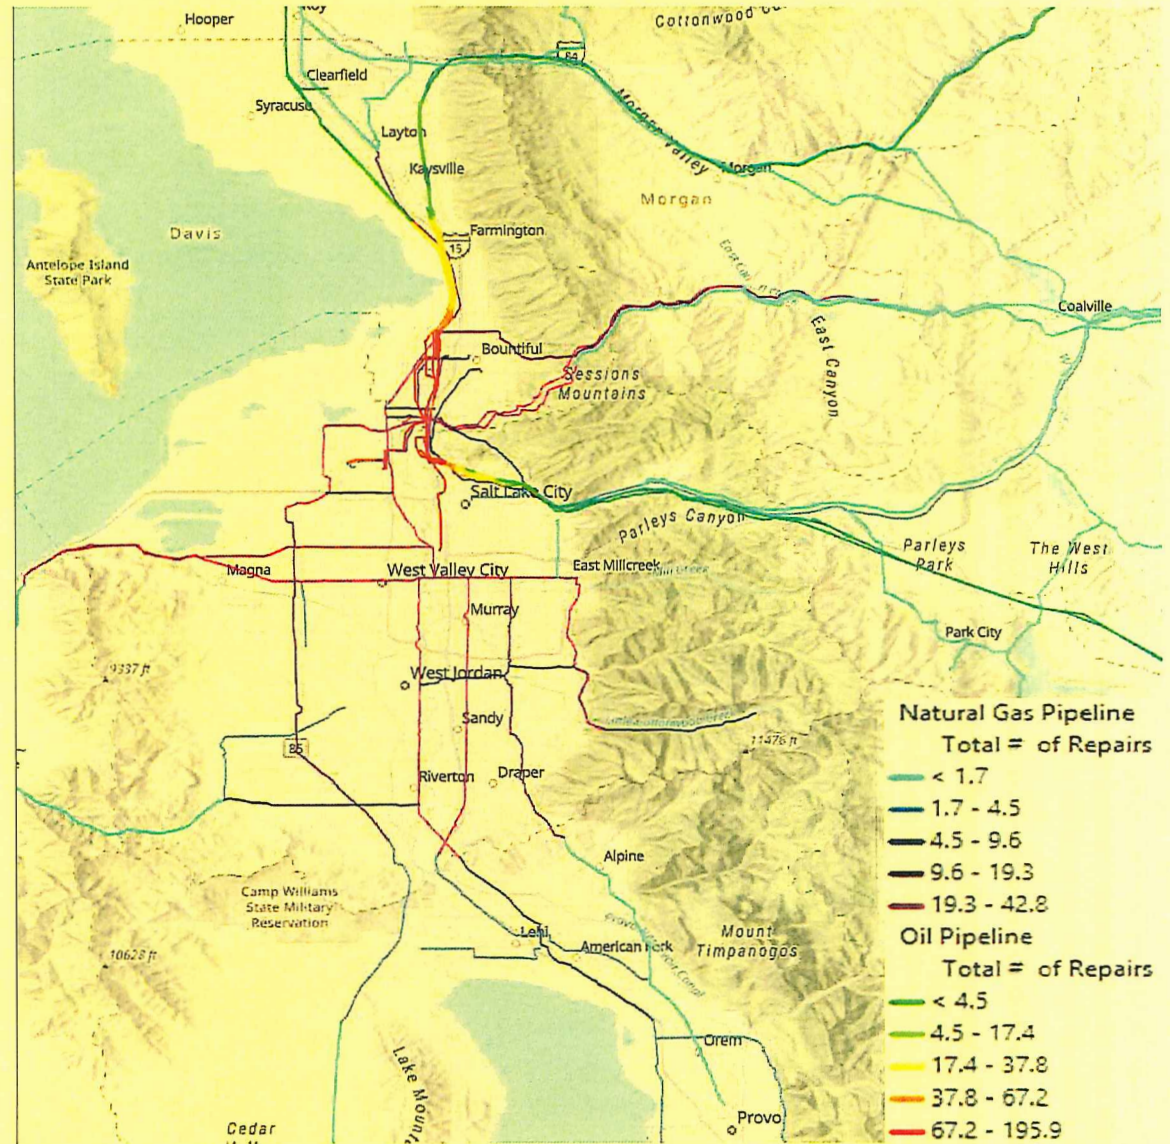 Hooper
Roy
Cottonwood
84
Clearfield
Syracuse
Layton
Kaysville
Morgan Valley
Morgan
Morgan
Davis
Farmington
15
Antelope Island
State Park
Coalville
East Canyon
Bountiful
Sessions
Mountains
Salt Lake City
Parleys Canyon
Parleys
Park
The West
Hills
Magna
West Valley City
East Millcreek
Mill Creek
Murray
Park City
9337 ft
West Jordan
Sandy
11476 ft
85
Riverton
Draper
Alpine
Camp Williams
State Military
Reservation
Lehi
American Fork
Mount
Timpanogos
10628 ft
Orem
Provo
Lake
Cedar
Natural Gas Pipeline
Total # of Repairs
< 1.7
1.7 - 4.5
4.5 - 9.6
9.6 - 19.3
19.3 - 42.8
Oil Pipeline
Total # of Repairs
< 4.5
4.5 - 17.4
17.4 - 37.8
37.8 - 67.2
67.2 - 195.9